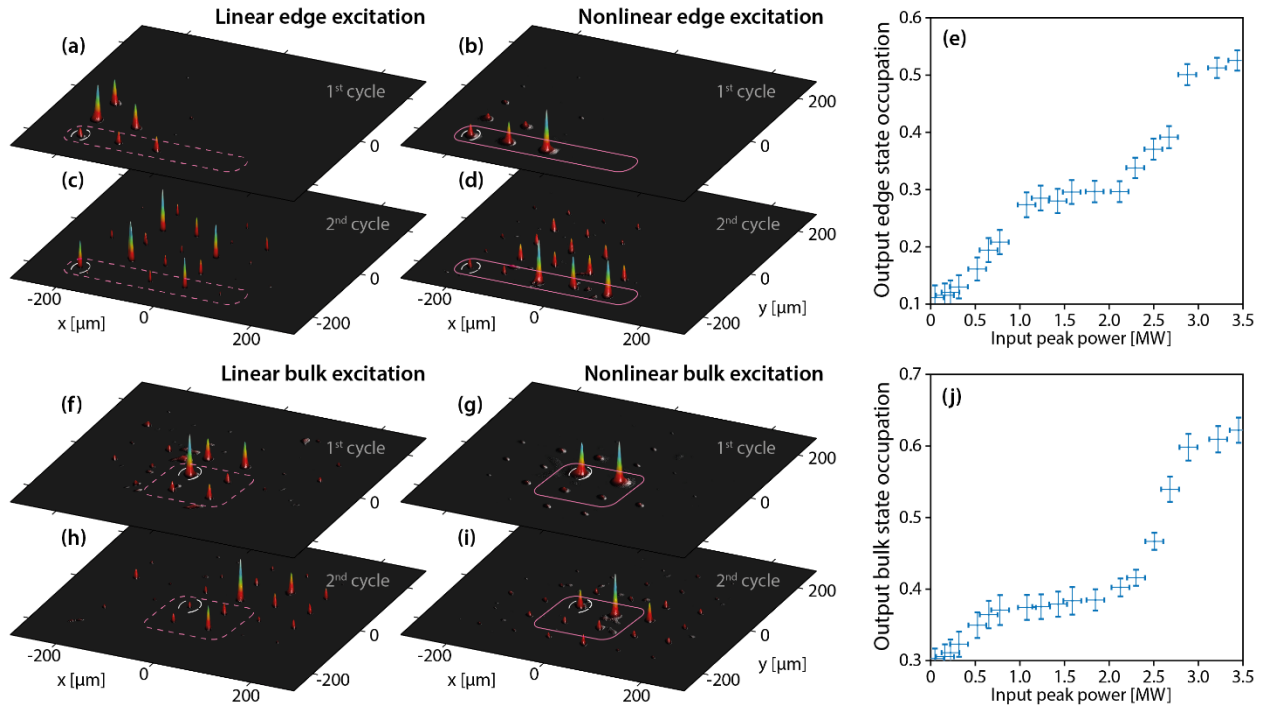 Linear edge excitation
Nonlinear edge excitation
(a)
1st cycle
(b)
1st cycle
200
0
(c)
2nd cycle
(d)
2nd cycle
200
0
-200
-200
0
200
x [µm]
-200
-200
0
200
x [µm]
y [µm]
(e)
Output edge state occupation
0.6
0.5
0.4
0.3
0.2
0.1
0 0.5 1.0 1.5 2.0 2.5 3.0 3.5
Input peak power [MW]
Linear bulk excitation
Nonlinear bulk excitation
(f)
1st cycle
(g)
1st cycle
200
0
(h)
2nd cycle
(i)
2nd cycle
200
0
-200
-200
0
200
x [µm]
-200
-200
0
200
x [µm]
y [µm]
(j)
Output bulk state occupation
0.7
0.6
0.5
0.4
0.3
0 0.5 1.0 1.5 2.0 2.5 3.0 3.5
Input peak power [MW]